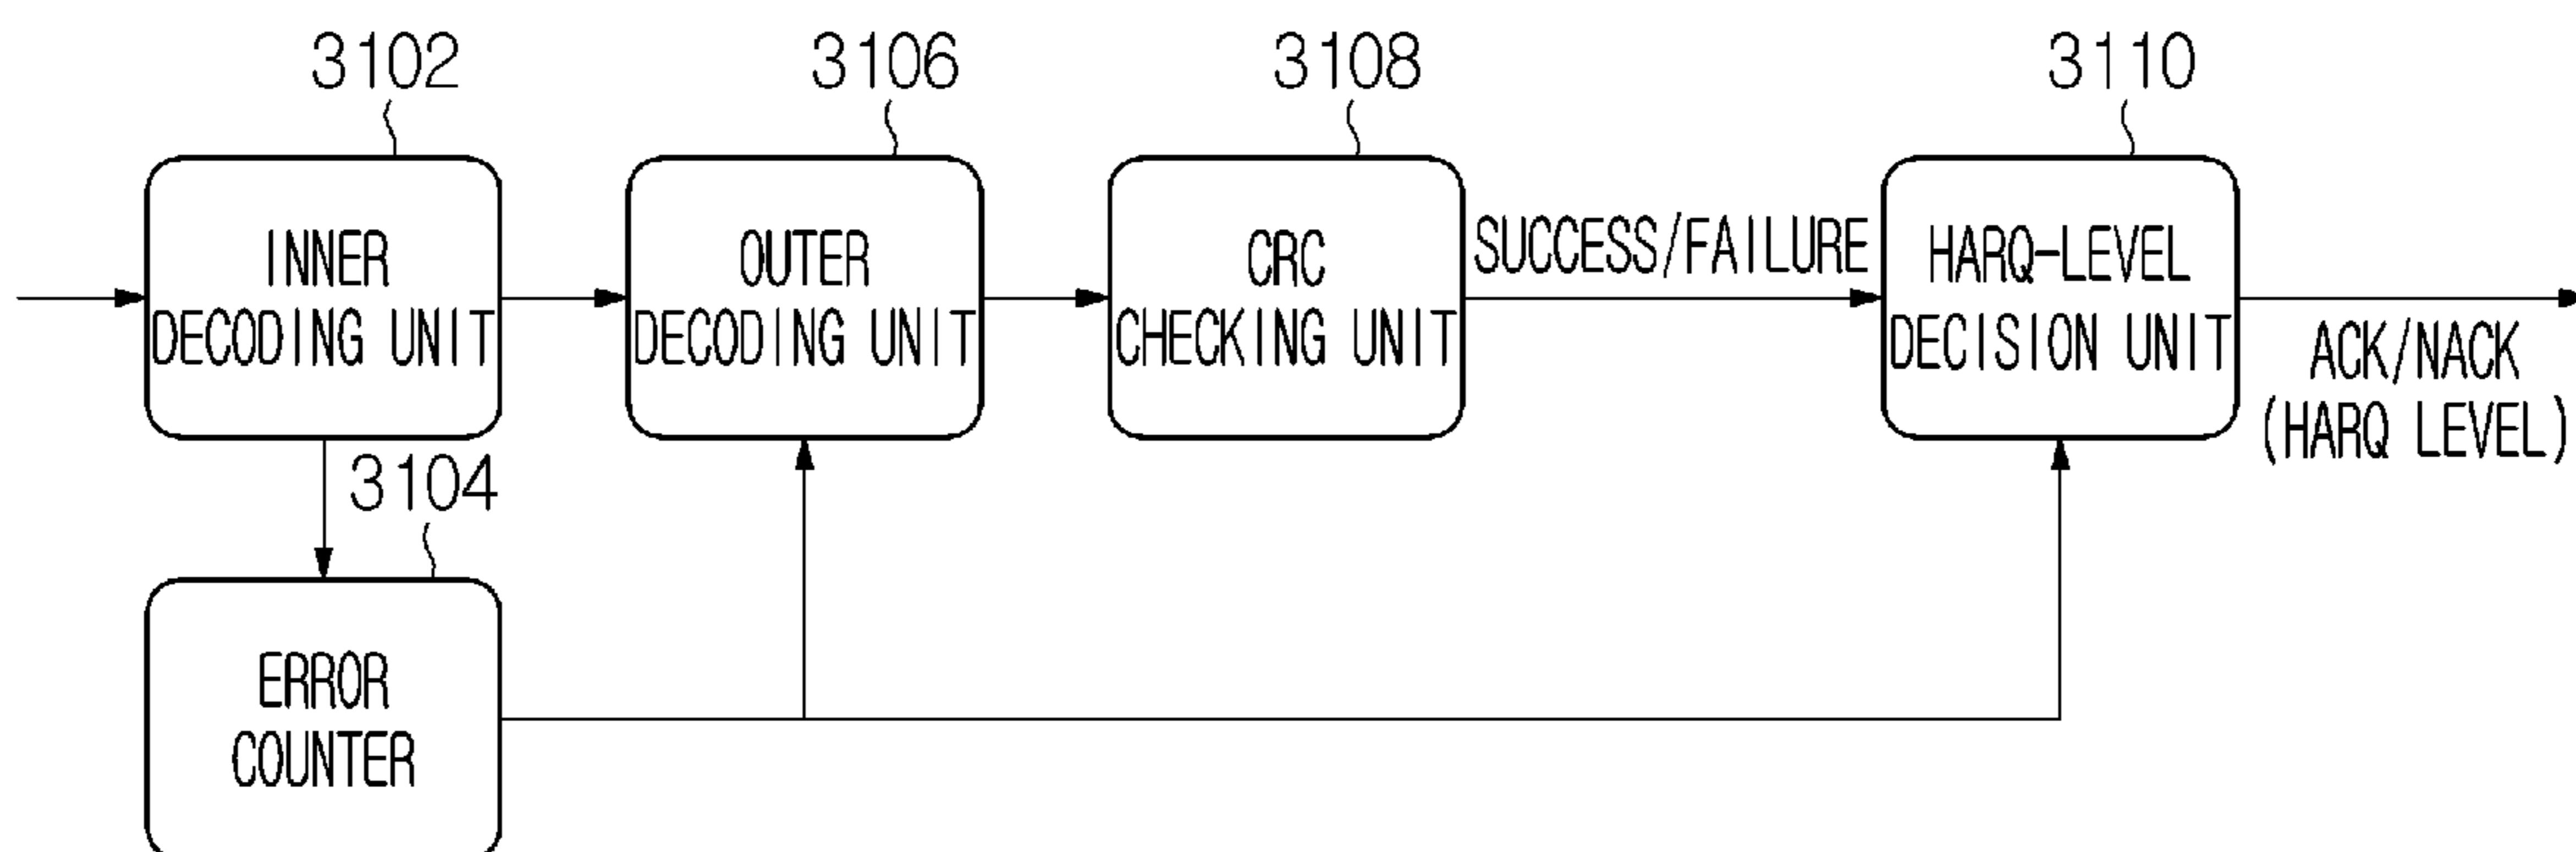 3102
3106
3108
3110
INNER
DECODING UNIT
OUTER
DECODING UNIT
CRC
CHECKING UNIT
SUCCESS/FAILURE
HARQ-LEVEL
DECISION UNIT
ACK/NACK
(HARQ LEVEL)
3104
ERROR
COUNTER